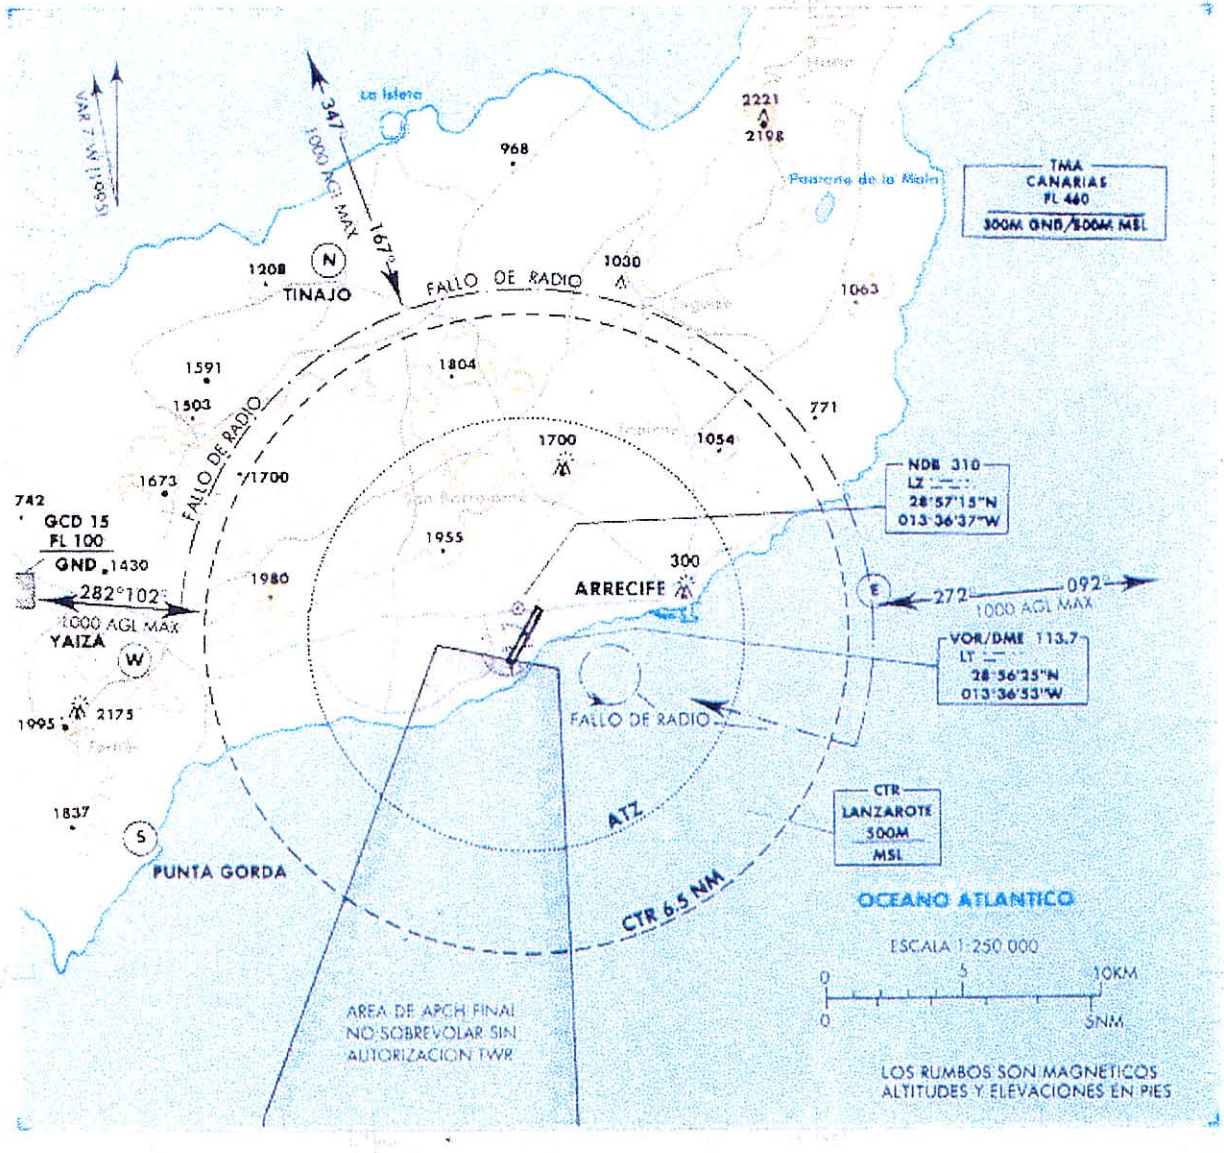 La Isleta
VAR 7°W (1995)
347°
1000 AGL MAX
167°
968
2221
2198
Haria
TMA
CANARIAS
FL 460
300M GND/800M MSL
N
TINAJO
1208
FALLO DE RADIO
1030
1063
Teguise
1591
1503
1804
771
FALLO DE RADIO
1700
1054
1673
1700
742
GCD 15
FL 100
GND
1430
1955
NDB 310
LZ
28°57'15"N
013°36'37"W
1980
ARRECIFE
300
E
282°
102°
1000 AGL MAX
YAIZA
W
272°
092°
1000 AGL MAX
VOR/DME 113.7
LT
28°56'25"N
013°36'53"W
1995
2175
FALLO DE RADIO
1837
S
PUNTA GORDA
ATZ
CTR
LANZAROTE
500M
MSL
CTR 6.5 NM
OCEANO ATLANTICO
ESCALA 1:250 000
0 5 10KM
0 5NM
AREA DE APCH FINAL
NO SOBREVOLAR SIN
AUTORIZACION TWR
LOS RUMBOS SON MAGNETICOS
ALTITUDES Y ELEVACIONES EN PIES